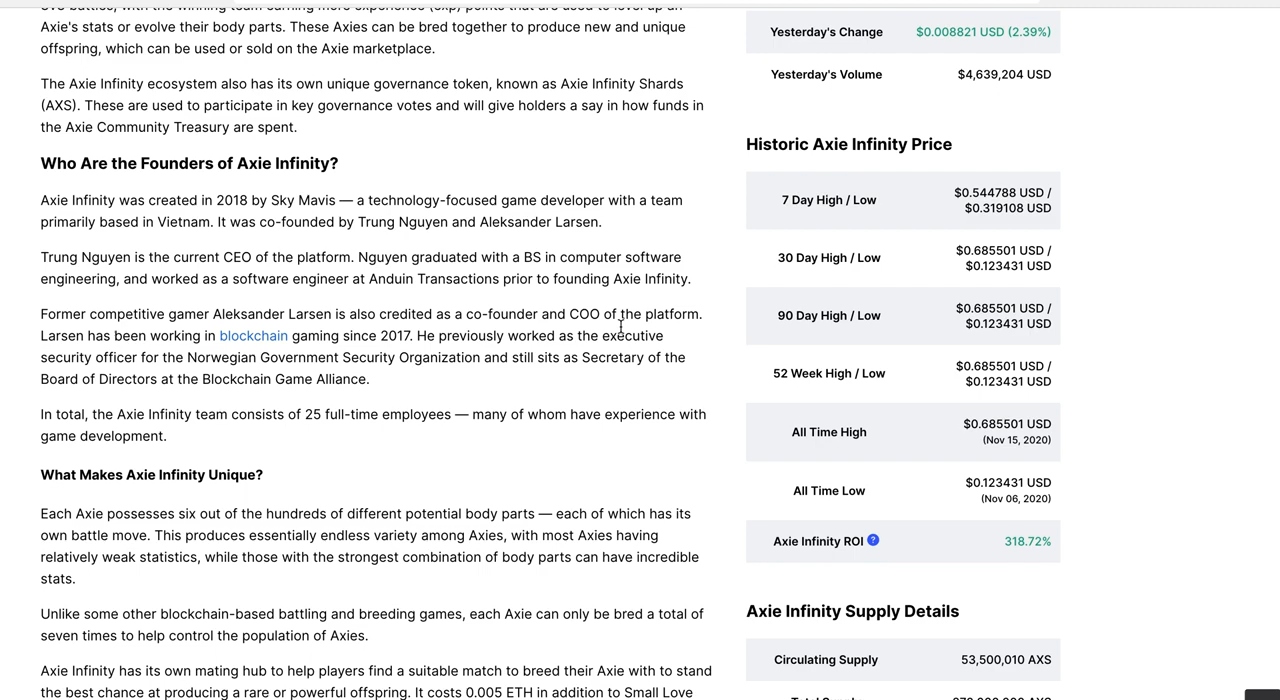 Axie's stats or evolve their body parts. These Axies can be bred together to produce new and unique
offspring, which can be used or sold on the Axie marketplace.
The Axie Infinity ecosystem also has its own unique governance token, known as Axie Infinity Shards
(AXS). These are used to participate in key governance votes and will give holders a say in how funds in
the Axie Community Treasury are spent.
Who Are the Founders of Axie Infinity?
Axie Infinity was created in 2018 by Sky Mavis — a technology-focused game developer with a team
primarily based in Vietnam. It was co-founded by Trung Nguyen and Aleksander Larsen.
Trung Nguyen is the current CEO of the platform. Nguyen graduated with a BS in computer software
engineering, and worked as a software engineer at Anduin Transactions prior to founding Axie Infinity.
Former competitive gamer Aleksander Larsen is also credited as a co-founder and COO of the platform.
Larsen has been working in blockchain gaming since 2017. He previously worked as the executive
security officer for the Norwegian Government Security Organization and still sits as Secretary of the
Board of Directors at the Blockchain Game Alliance.
In total, the Axie Infinity team consists of 25 full-time employees — many of whom have experience with
game development.
What Makes Axie Infinity Unique?
Each Axie possesses six out of the hundreds of different potential body parts — each of which has its
own battle move. This produces essentially endless variety among Axies, with most Axies having
relatively weak statistics, while those with the strongest combination of body parts can have incredible
stats.
Unlike some other blockchain-based battling and breeding games, each Axie can only be bred a total of
seven times to help control the population of Axies.
Axie Infinity has its own mating hub to help players find a suitable match to breed their Axie with to stand
the best chance at producing a rare or powerful offspring. It costs 0.005 ETH in addition to Small Love
Yesterday's Change $0.008821 USD (2.39%)
Yesterday's Volume $4,639,204 USD
Historic Axie Infinity Price
7 Day High / Low $0.544788 USD /
$0.319108 USD
30 Day High / Low $0.685501 USD /
$0.123431 USD
90 Day High / Low $0.685501 USD /
$0.123431 USD
52 Week High / Low $0.685501 USD /
$0.123431 USD
All Time High $0.685501 USD
(Nov 15, 2020)
All Time Low $0.123431 USD
(Nov 06, 2020)
Axie Infinity ROI ? 318.72%
Axie Infinity Supply Details
Circulating Supply 53,500,010 AXS